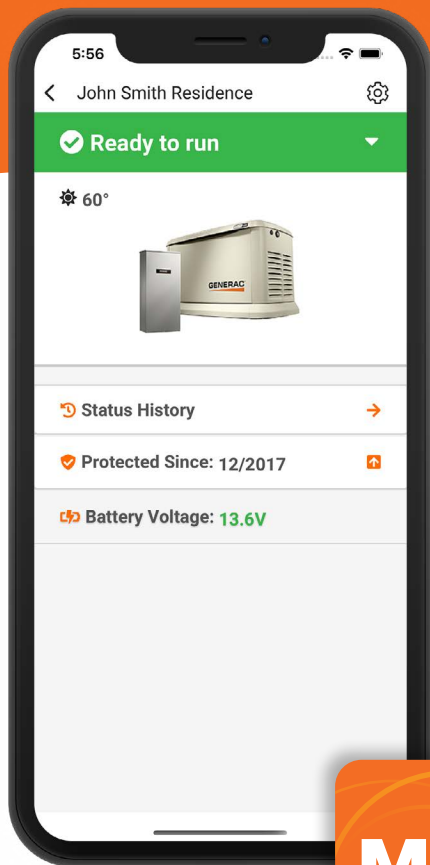 5:56
John Smith Residence
Ready to run
60°
GENERAC
Status History
Protected Since: 12/2017
Battery Voltage: 13.6V
M